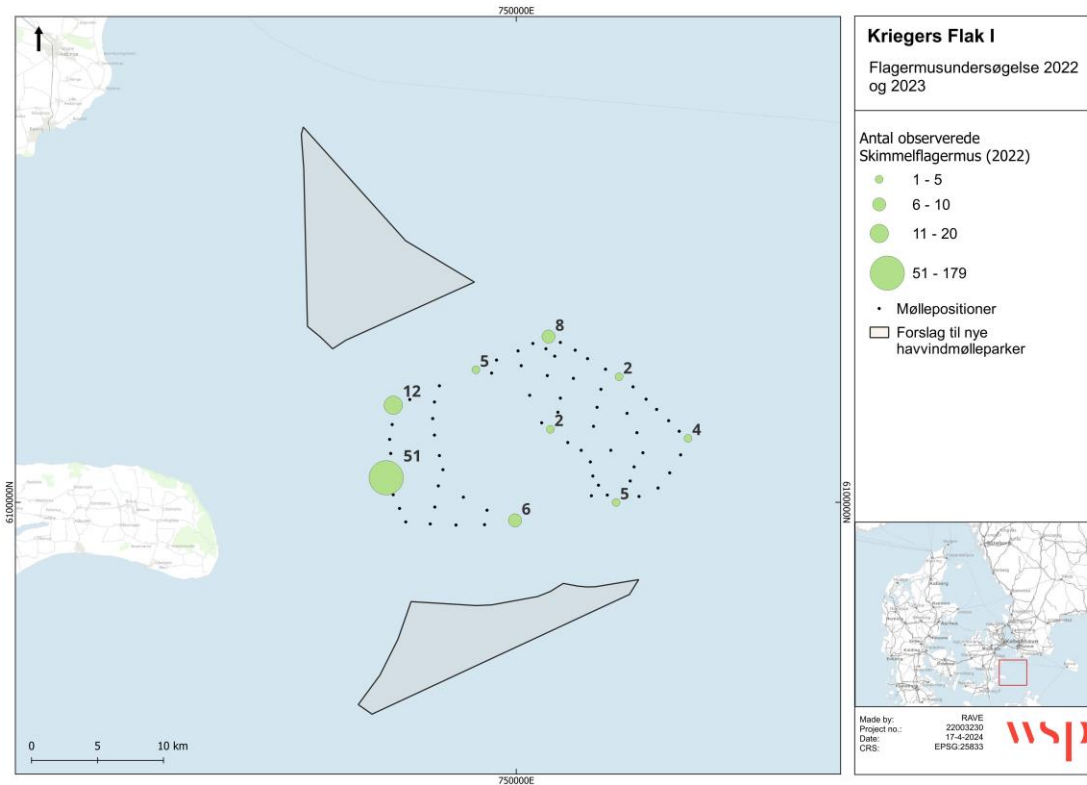 750000E
Kriegers Flak I
Flagermusundersøgelse 2022
og 2023
Antal observerede
Skimmelflagermus (2022)
1 - 5
6 - 10
11 - 20
51 - 179
Møllepositioner
Forslag til nye
havvindmølleparker
8
5
2
12
2
4
51
5
6
6100000N
6100000N
0 5 10 km
750000E
Made by: RAVE
Project no.: 22003230
Date: 17-4-2024
CRS: EPSG:25833
wsp